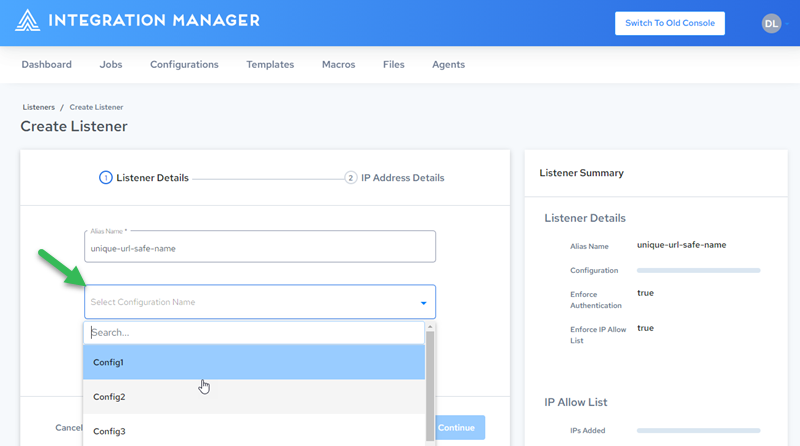 INTEGRATION MANAGER
Switch To Old Console
DL
Dashboard Jobs Configurations Templates Macros Files Agents
Listeners / Create Listener
Create Listener
1 Listener Details
2 IP Address Details
Alias Name *
unique-url-safe-name
Select Configuration Name
Search...
Config1
Config2
Config3
Cancel
Continue
Listener Summary
Listener Details
Alias Name unique-url-safe-name
Configuration
Enforce Authentication true
Enforce IP Allow List true
IP Allow List
IPs Added